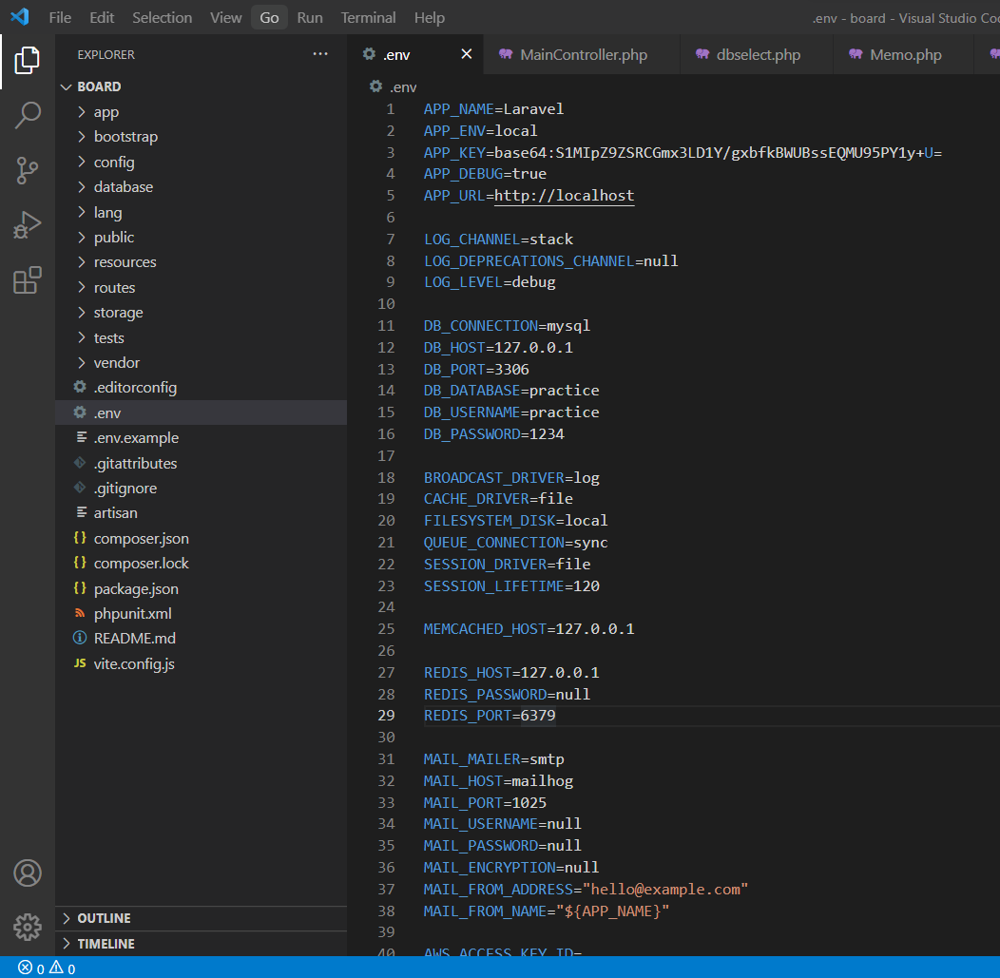 File Edit Selection View Go Run Terminal Help .env - board - Visual Studio Co
EXPLORER
BOARD
app
bootstrap
config
database
lang
public
resources
routes
storage
tests
vendor
.editorconfig
.env
.env.example
.gitattributes
.gitignore
artisan
composer.json
composer.lock
package.json
phpunit.xml
README.md
JS vite.config.js
OUTLINE
TIMELINE
.env MainController.php dbselect.php Memo.php
.env
1 APP_NAME=Laravel
2 APP_ENV=local
3 APP_KEY=base64:S1MIpZ9ZSRCGmx3LD1Y/gxbfkBWUBssEQMU95PY1y+U=
4 APP_DEBUG=true
5 APP_URL=http://localhost
6
7 LOG_CHANNEL=stack
8 LOG_DEPRECATIONS_CHANNEL=null
9 LOG_LEVEL=debug
10
11 DB_CONNECTION=mysql
12 DB_HOST=127.0.0.1
13 DB_PORT=3306
14 DB_DATABASE=practice
15 DB_USERNAME=practice
16 DB_PASSWORD=1234
17
18 BROADCAST_DRIVER=log
19 CACHE_DRIVER=file
20 FILESYSTEM_DISK=local
21 QUEUE_CONNECTION=sync
22 SESSION_DRIVER=file
23 SESSION_LIFETIME=120
24
25 MEMCACHED_HOST=127.0.0.1
26
27 REDIS_HOST=127.0.0.1
28 REDIS_PASSWORD=null
29 REDIS_PORT=6379
30
31 MAIL_MAILER=smtp
32 MAIL_HOST=mailhog
33 MAIL_PORT=1025
34 MAIL_USERNAME=null
35 MAIL_PASSWORD=null
36 MAIL_ENCRYPTION=null
37 MAIL_FROM_ADDRESS="hello@example.com"
38 MAIL_FROM_NAME="${APP_NAME}"
39
40 AWS_ACCESS_KEY_ID=
0 0